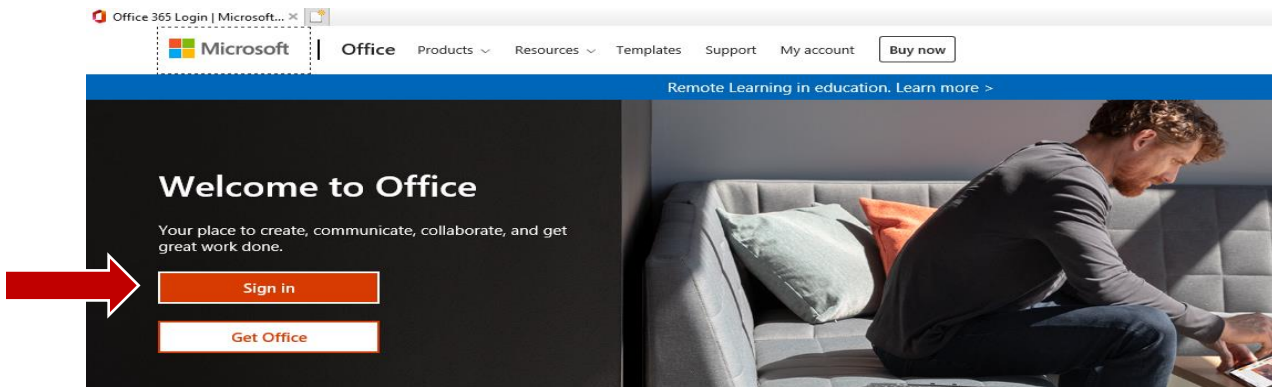 Office 365 Login | Microsoft...
Microsoft Office Products Resources Templates Support My account Buy now
Remote Learning in education. Learn more >
Welcome to Office
Your place to create, communicate, collaborate, and get
great work done.
Sign in
Get Office